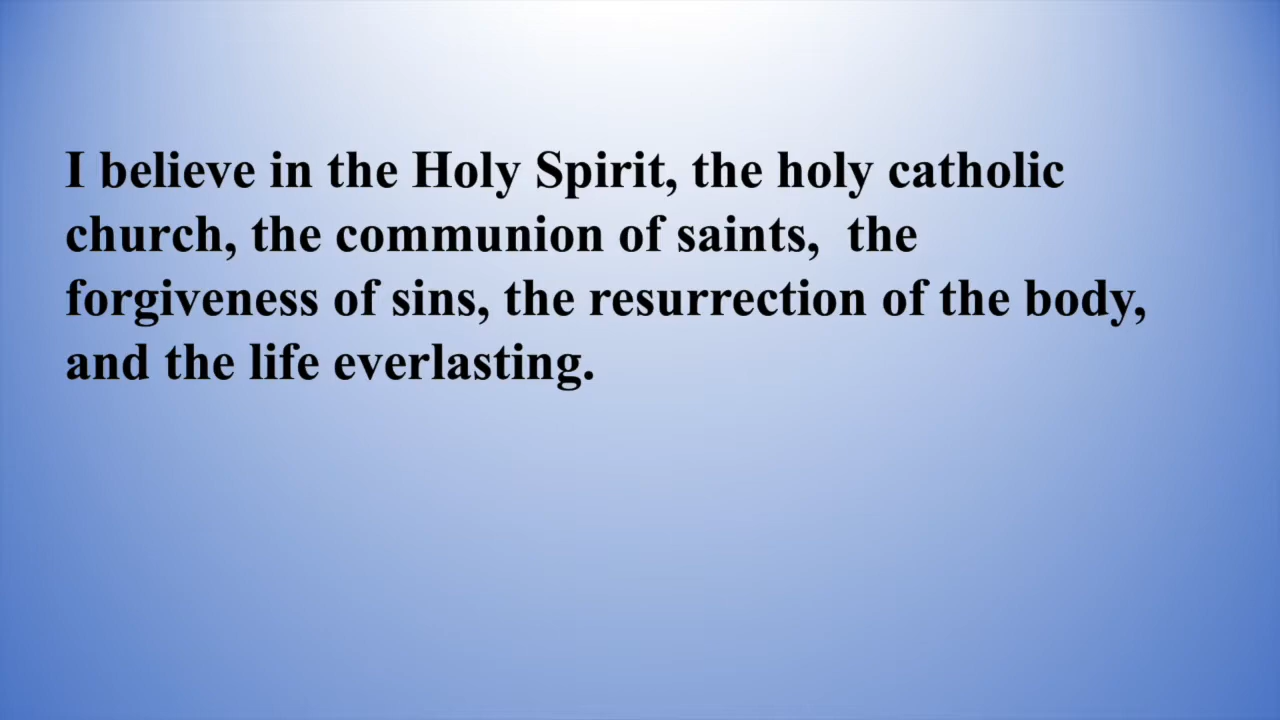 I believe in the Holy Spirit, the holy catholic
church, the communion of saints,  the
forgiveness of sins, the resurrection of the body,
and the life everlasting.